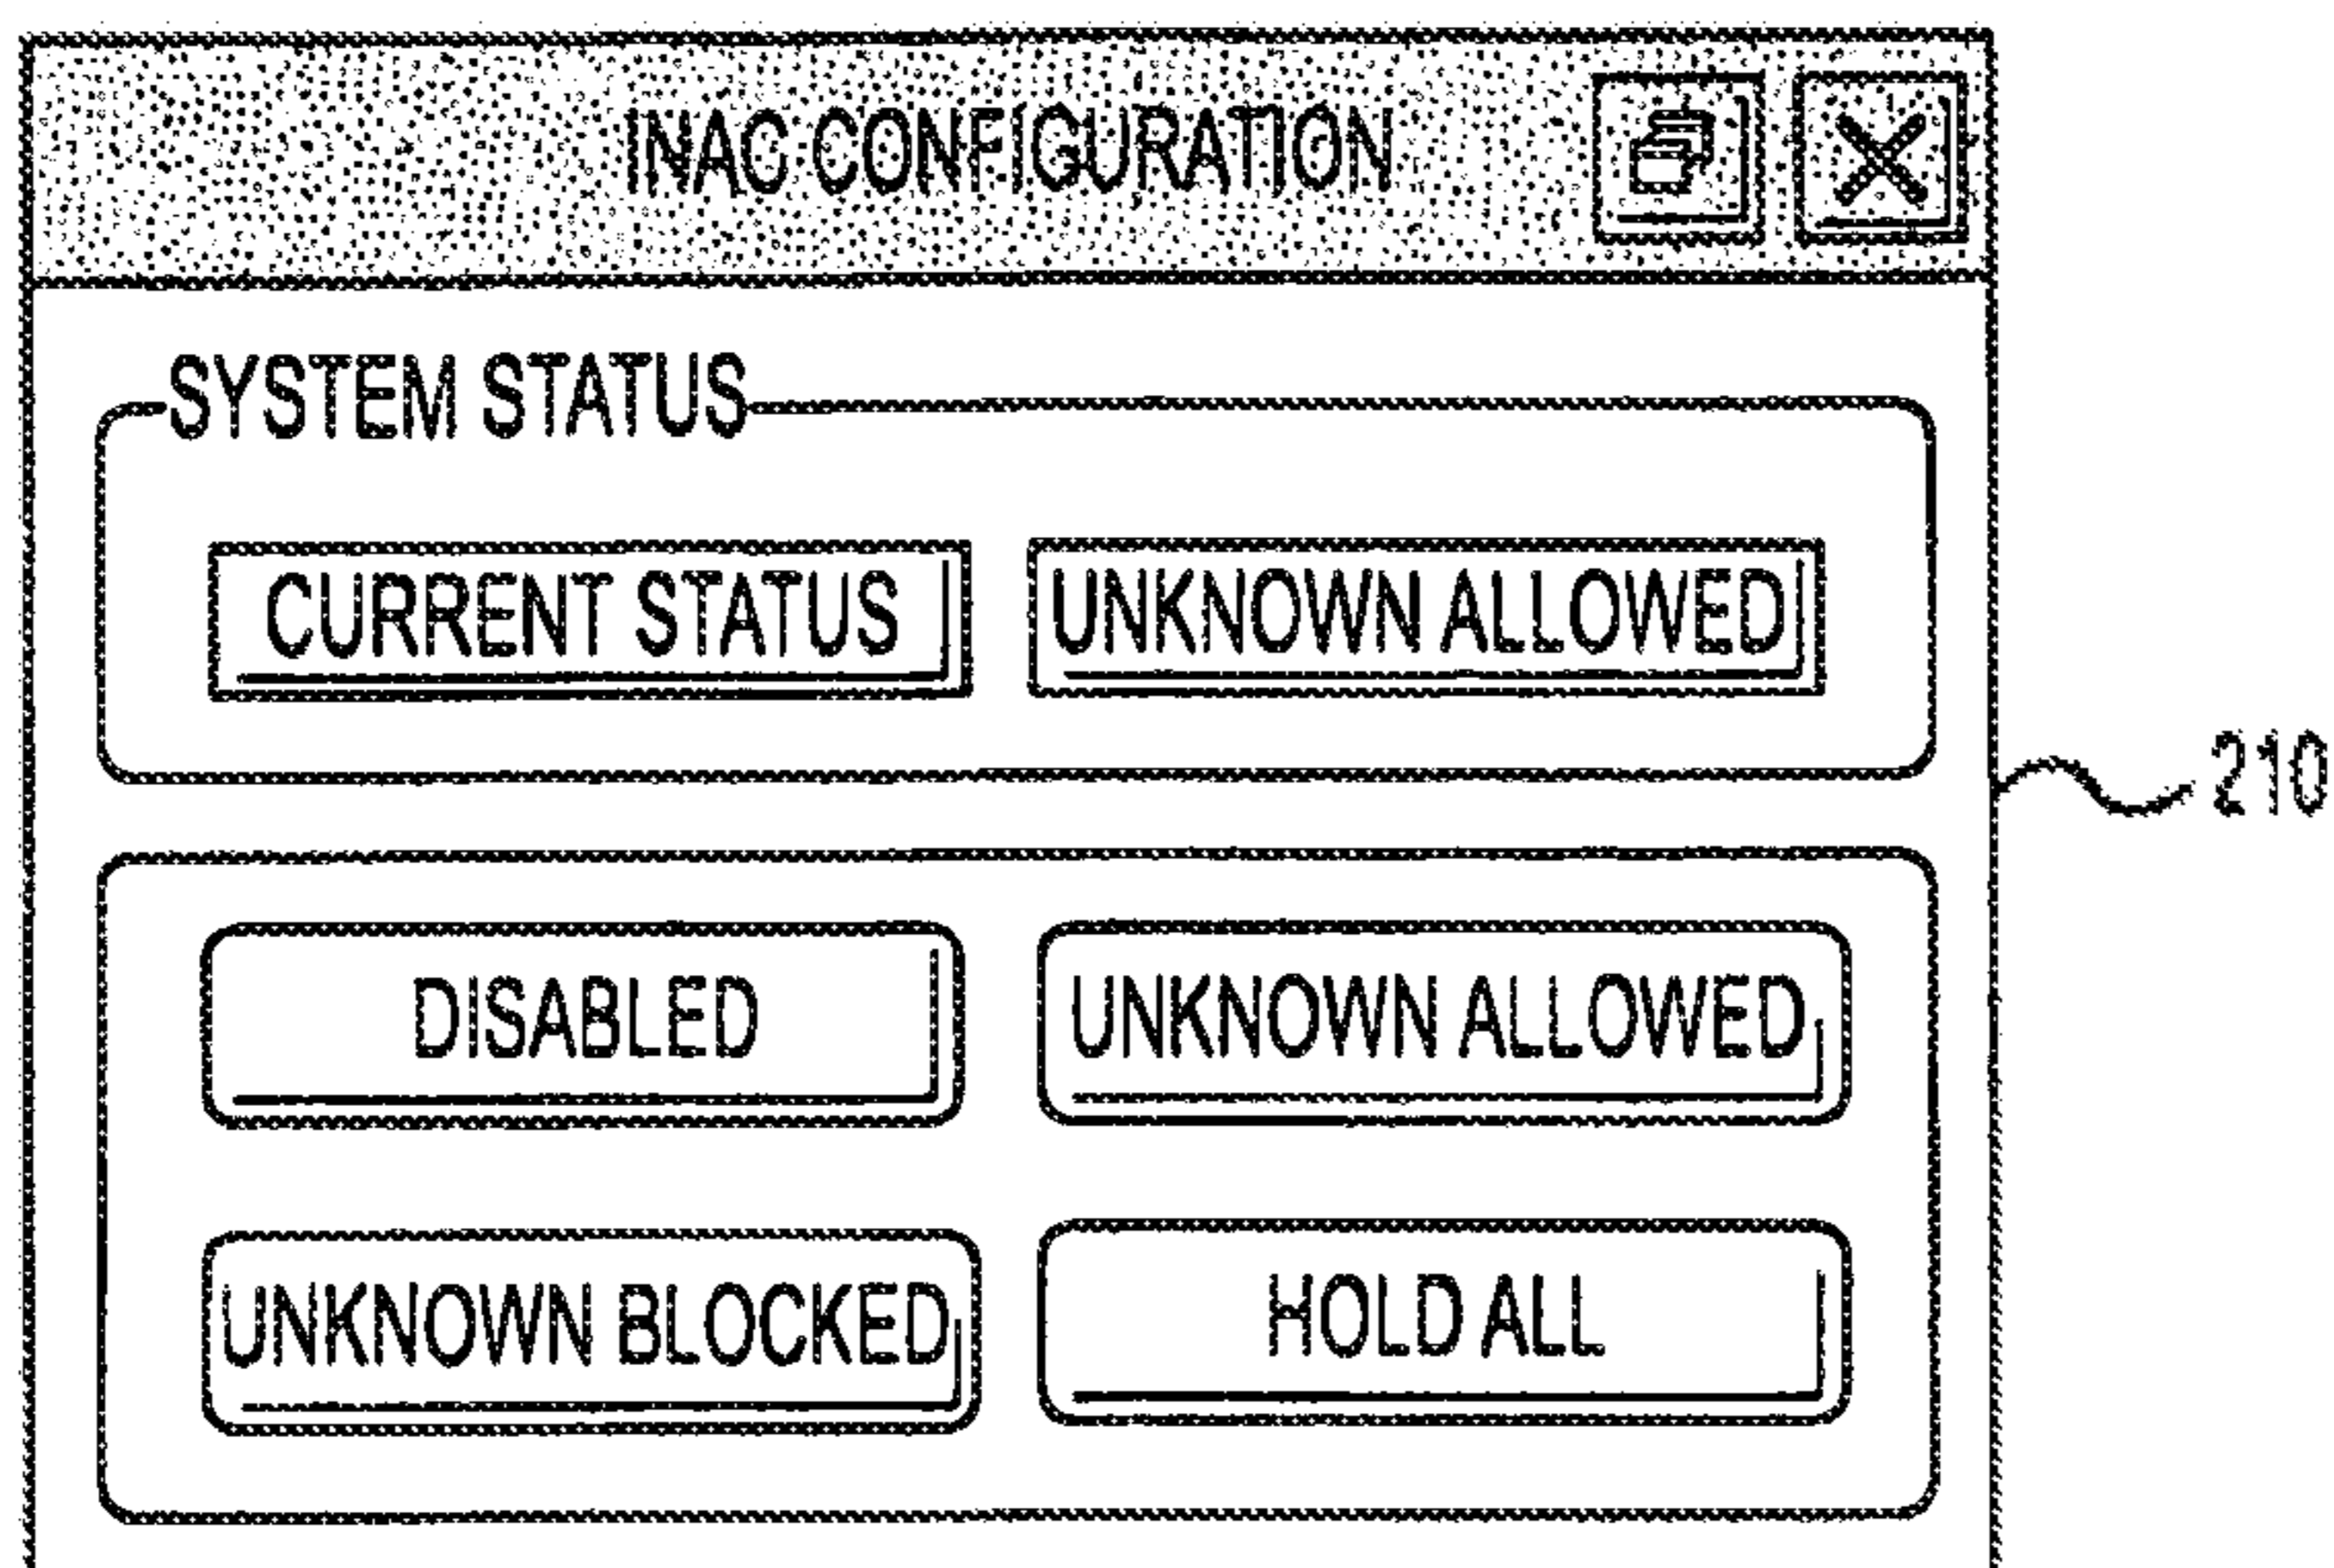 INAC CONFIGURATION
SYSTEM STATUS
CURRENT STATUS UNKNOWN ALLOWED
210
DISABLED UNKNOWN ALLOWED
UNKNOWN BLOCKED HOLD ALL